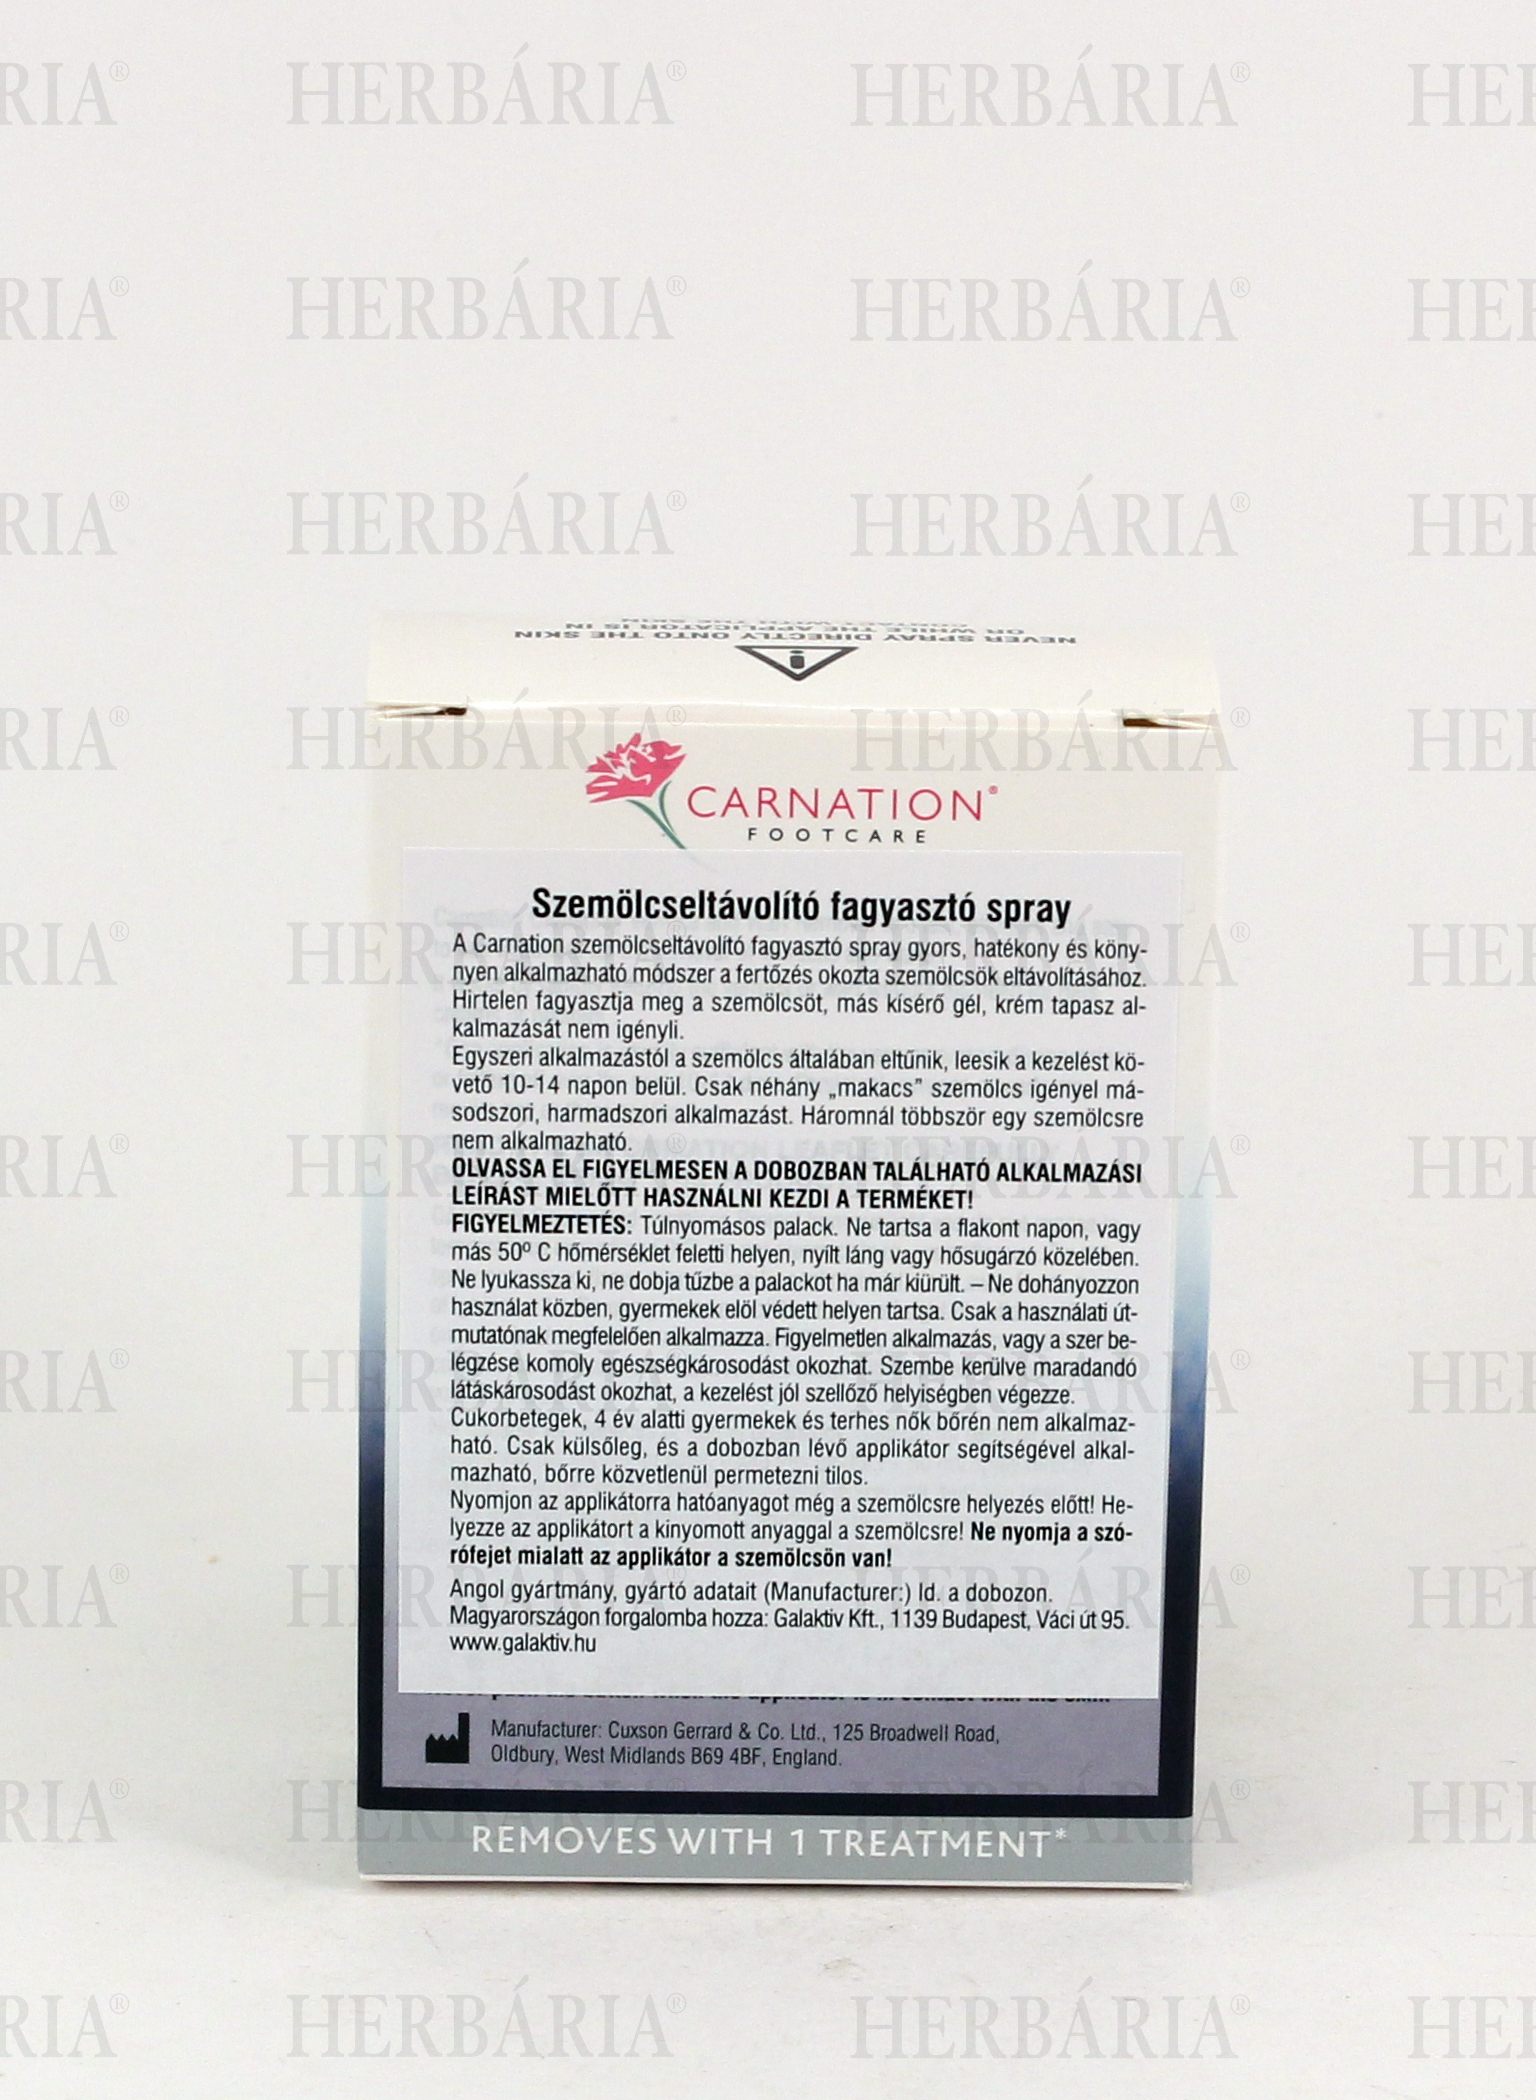 HERBÁRIA®
NEVER SPRAY DIRECTLY ONTO THE SKIN
OR WHILE THE APPLICATOR IS IN
CONTACT WITH THE SKIN
CARNATION®
FOOTCARE
Szemölcseltávolító fagyasztó spray
A Carnation szemölcseltávolító fagyasztó spray gyors, hatékony és köny-
nyen alkalmazható módszer a fertőzés okozta szemölcsök eltávolításához.
Hirtelen fagyasztja meg a szemölcsöt, más kísérő gél, krém tapasz al-
kalmazását nem igényli.
Egyszeri alkalmazástól a szemölcs általában eltűnik, leesik a kezelést kö-
vető 10-14 napon belül. Csak néhány „makacs” szemölcs igényel má-
sodszori, harmadszori alkalmazást. Háromnál többször egy szemölcsre
nem alkalmazható.
OLVASSA EL FIGYELMESEN A DOBOZBAN TALÁLHATÓ ALKALMAZÁSI
LEÍRÁST MIELŐTT HASZNÁLNI KEZDI A TERMÉKET!
FIGYELMEZTETÉS: Túlnyomásos palack. Ne tartsa a flakont napon, vagy
más 50º C hőmérséklet feletti helyen, nyílt láng vagy hősugárzó közelében.
Ne lyukassza ki, ne dobja tűzbe a palackot ha már kiürült. – Ne dohányozzon
használat közben, gyermekek elöl védett helyen tartsa. Csak a használati út-
mutatónak megfelelően alkalmazza. Figyelmetlen alkalmazás, vagy a szer be-
légzése komoly egészségkárosodást okozhat. Szembe kerülve maradandó
látáskárosodást okozhat, a kezelést jól szellőző helyiségben végezze.
Cukorbetegek, 4 év alatti gyermekek és terhes nők bőrén nem alkalmaz-
ható. Csak külsőleg, és a dobozban lévő applikátor segítségével alkal-
mazható, bőrre közvetlenül permetezni tilos.
Nyomjon az applikátorra hatóanyagot még a szemölcsre helyezés előtt! He-
lyezze az applikátort a kinyomott anyaggal a szemölcsre! Ne nyomja a szó-
rófejet mialatt az applikátor a szemölcsön van!
Angol gyártmány, gyártó adatait (Manufacturer:) ld. a dobozon.
Magyarországon forgalomba hozza: Galaktiv Kft., 1139 Budapest, Váci út 95.
www.galaktiv.hu
Manufacturer: Cuxson Gerrard & Co. Ltd., 125 Broadwell Road,
Oldbury, West Midlands B69 4BF, England.
REMOVES WITH 1 TREATMENT*